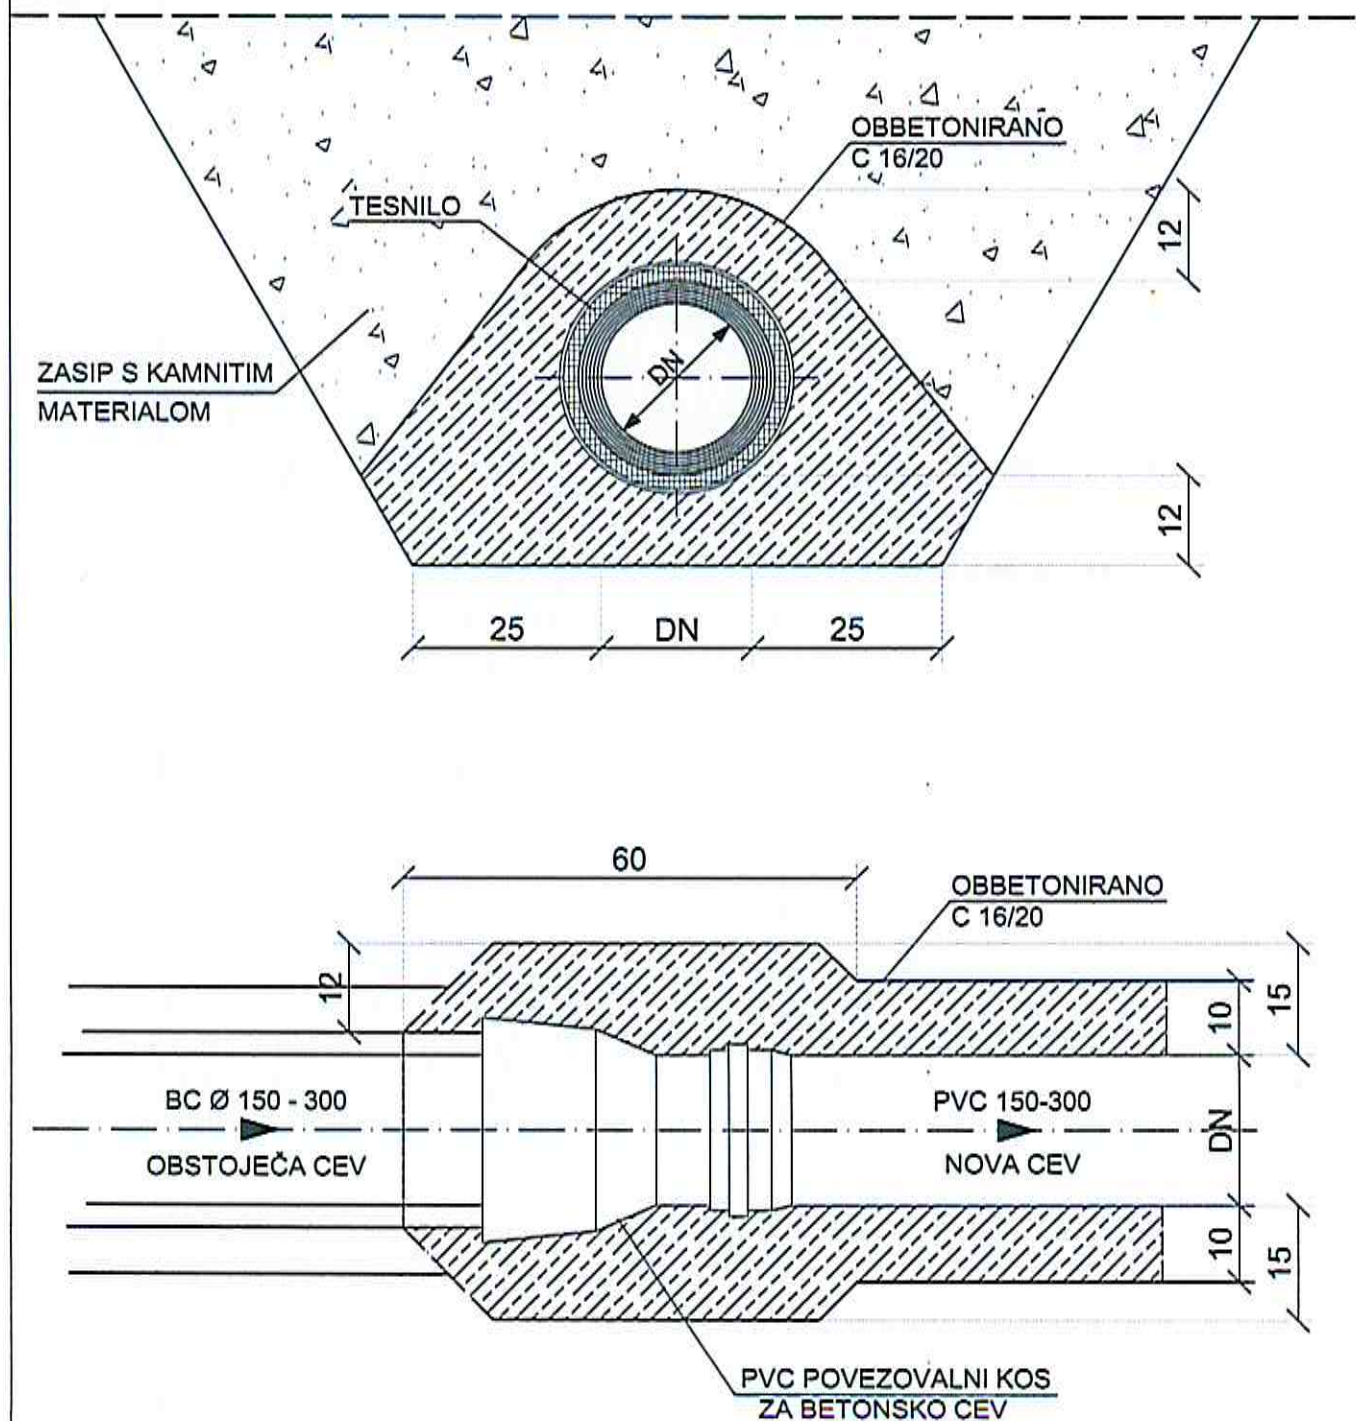 OBBETONIRANO
C 16/20
TESNILO
12
DN
ZASIP S KAMNITIM
MATERIALOM
12
25
DN
25
60
OBBETONIRANO
C 16/20
12
10
15
BC Ø 150 - 300
PVC 150-300
DN
OBSTOJEČA CEV
NOVA CEV
10
15
PVC POVEZOVALNI KOS
ZA BETONSKO CEV